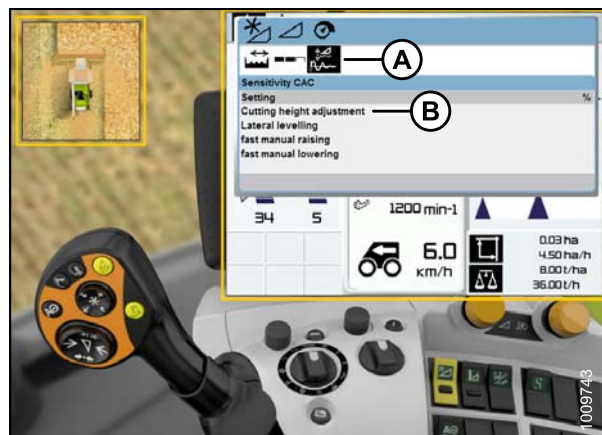 A
Sensitivity CAC
Setting %
Cutting height adjustment
B
Lateral levelling
fast manual raising
fast manual lowering
34 5
1200 min-1
6.0
km/h
0.03 ha
4.50 ha/h
8.00 t/ha
36.00 t/h
1009743